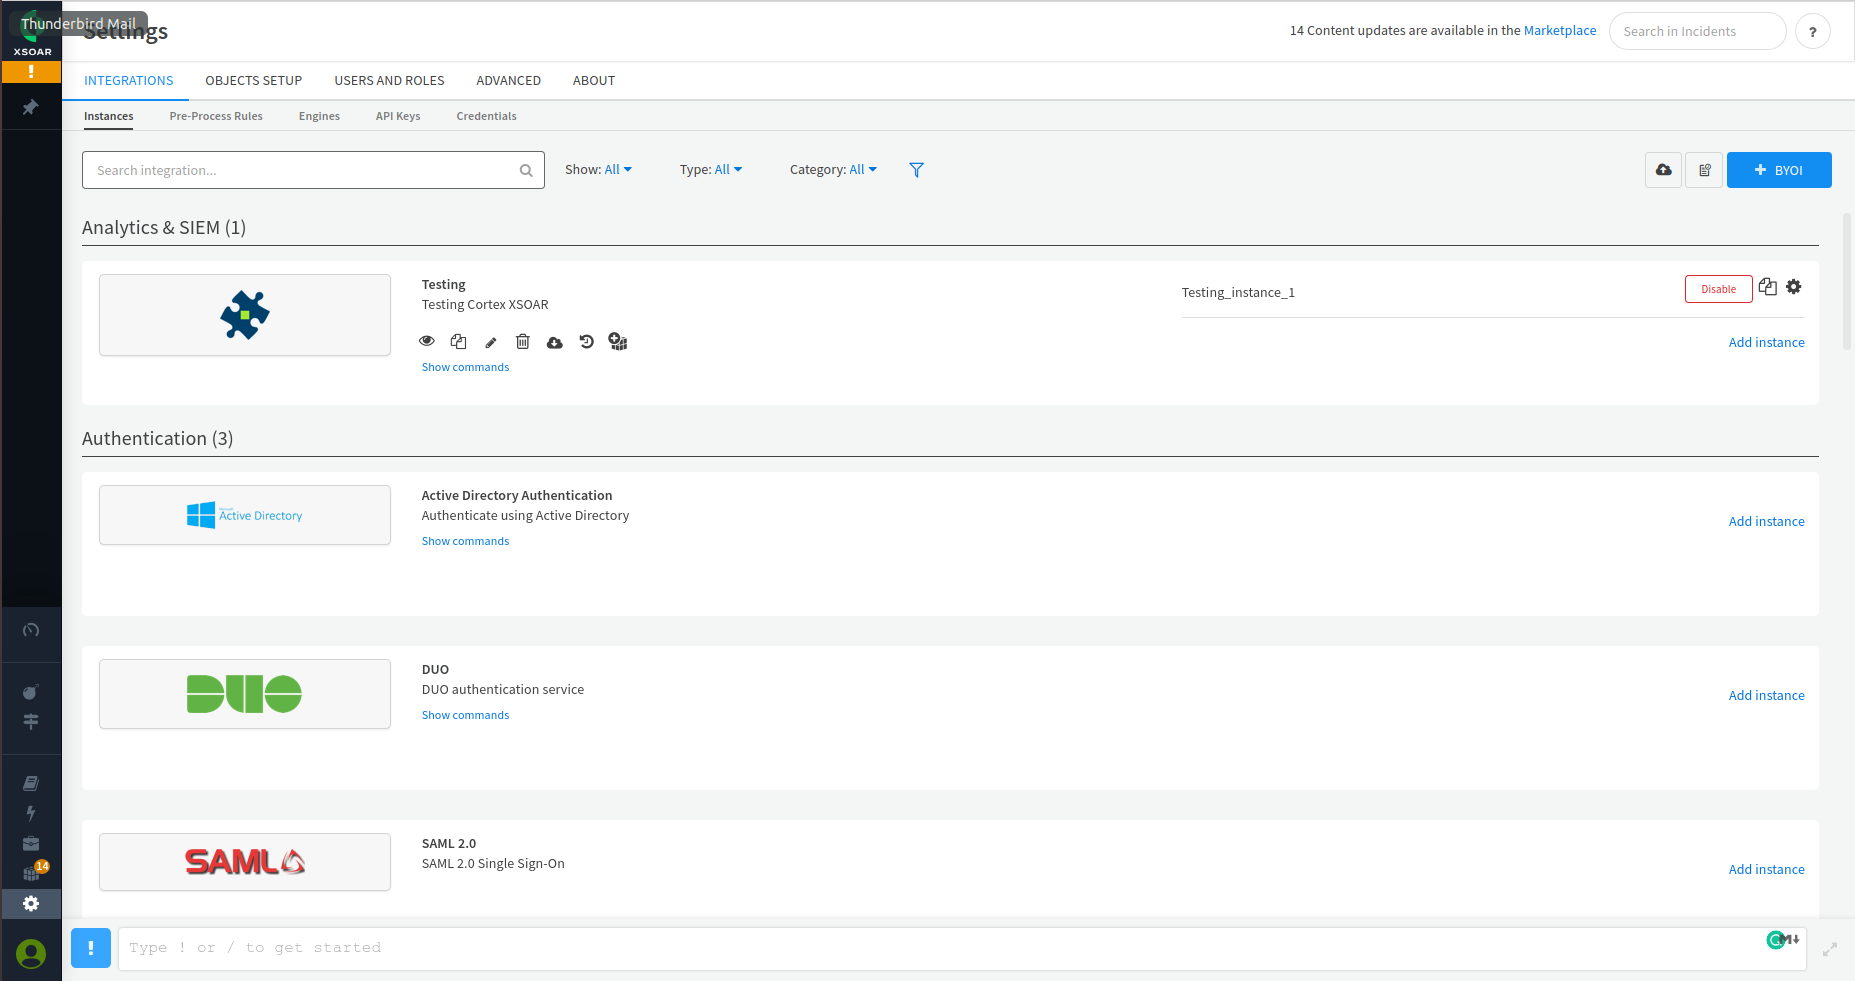 Thunderbird Mail
Settings
14 Content updates are available in the Marketplace
Search in Incidents
?
XSOAR
!
INTEGRATIONS OBJECTS SETUP USERS AND ROLES ADVANCED ABOUT
Instances Pre-Process Rules Engines API Keys Credentials
Search integration...
Show: All Type: All Category: All
+ BYOI
Analytics & SIEM (1)
Testing
Testing Cortex XSOAR
Show commands
Testing_instance_1
Disable
Add instance
Authentication (3)
Microsoft
Active Directory
Active Directory Authentication
Authenticate using Active Directory
Show commands
Add instance
DUO
DUO
DUO authentication service
Show commands
Add instance
SAML
SAML 2.0
SAML 2.0 Single Sign-On
Add instance
14
!
Type ! or / to get started